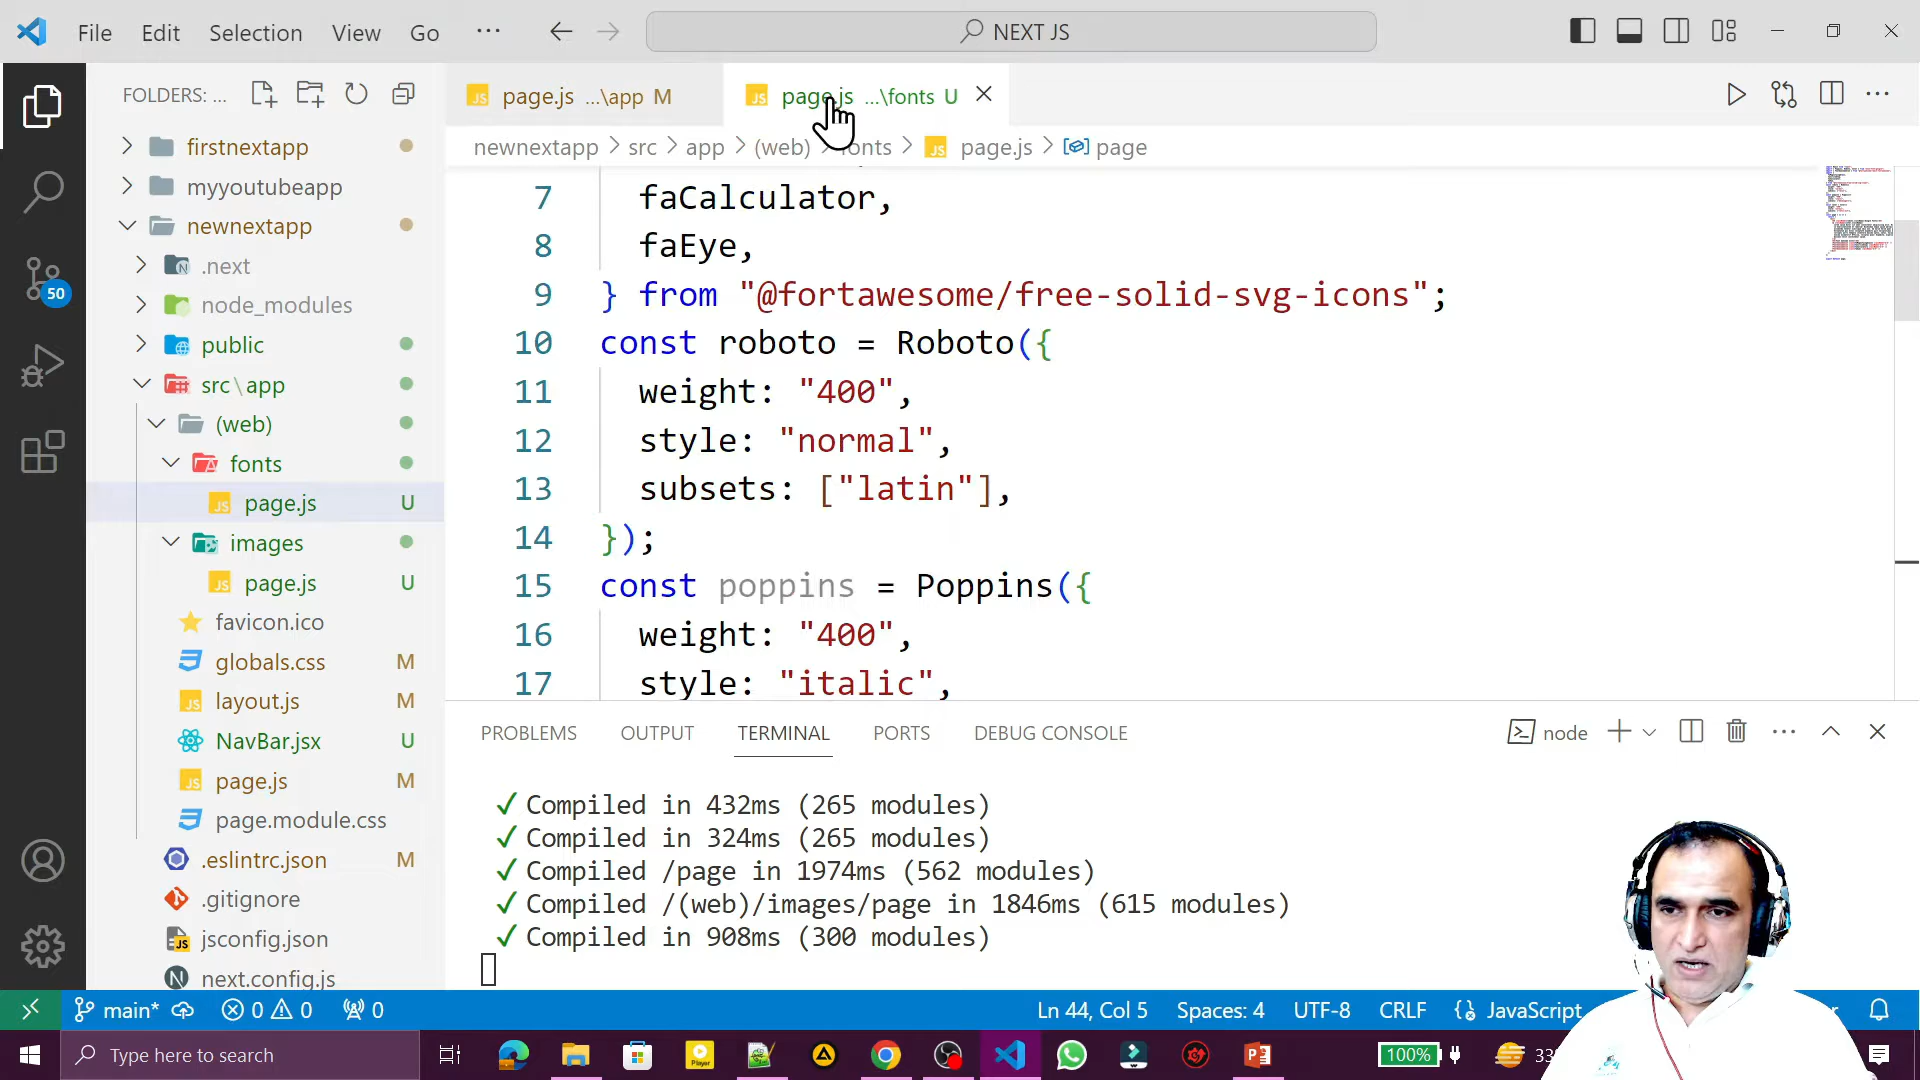 File Edit Selection View Go ... NEXT JS
FOLDERS: ...
page.js ...\app M
page.js ...\fonts U
newnextapp > src > app > (web) > fonts > page.js > page
firstnextapp
myyoutubeapp
newnextapp
.next
node_modules
public
src\app
(web)
fonts
page.js U
images
page.js U
favicon.ico
globals.css M
layout.js M
NavBar.jsx U
page.js M
page.module.css
.eslintrc.json M
.gitignore
jsconfig.json
next.config.js
50
7 faCalculator,
8 faEye,
9 } from "@fortawesome/free-solid-svg-icons";
10 const roboto = Roboto({
11 weight: "400",
12 style: "normal",
13 subsets: ["latin"],
14 });
15 const poppins = Poppins({
16 weight: "400",
17 style: "italic",
PROBLEMS OUTPUT TERMINAL PORTS DEBUG CONSOLE node
✓ Compiled in 432ms (265 modules)
✓ Compiled in 324ms (265 modules)
✓ Compiled /page in 1974ms (562 modules)
✓ Compiled /(web)/images/page in 1846ms (615 modules)
✓ Compiled in 908ms (300 modules)
main* 0 0 0 Ln 44, Col 5 Spaces: 4 UTF-8 CRLF JavaScript
Type here to search 100%